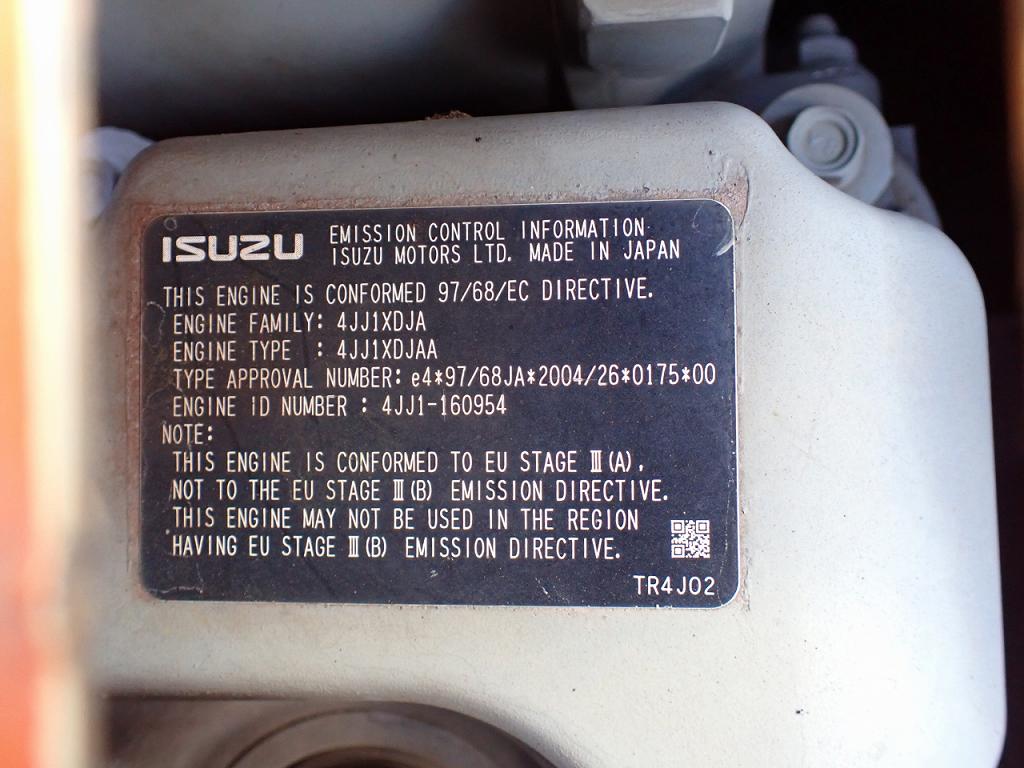 ISUZU EMISSION CONTROL INFORMATION
ISUZU MOTORS LTD. MADE IN JAPAN
THIS ENGINE IS CONFORMED 97/68/EC DIRECTIVE.
ENGINE FAMILY: 4JJ1XDJA
ENGINE TYPE : 4JJ1XDJAA
TYPE APPROVAL NUMBER: e4*97/68JA*2004/26*0175*00
ENGINE ID NUMBER : 4JJ1-160954
NOTE:
THIS ENGINE IS CONFORMED TO EU STAGE Ⅲ(A),
NOT TO THE EU STAGE Ⅲ(B) EMISSION DIRECTIVE.
THIS ENGINE MAY NOT BE USED IN THE REGION
HAVING EU STAGE Ⅲ(B) EMISSION DIRECTIVE.
TR4J02